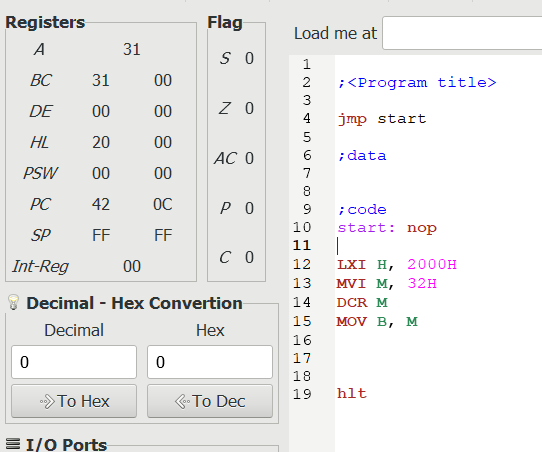 Registers
A 31
BC 31 00
DE 00 00
HL 20 00
PSW 00 00
PC 42 0C
SP FF FF
Int-Reg 00
Flag
S 0
Z 0
AC 0
P 0
C 0
Decimal - Hex Convertion
Decimal Hex
0 0
To Hex To Dec
I/O Ports
Load me at
1
2 ;<Program title>
3
4 jmp start
5
6 ;data
7
8
9 ;code
10 start: nop
11
12 LXI H, 2000H
13 MVI M, 32H
14 DCR M
15 MOV B, M
16
17
18
19 hlt